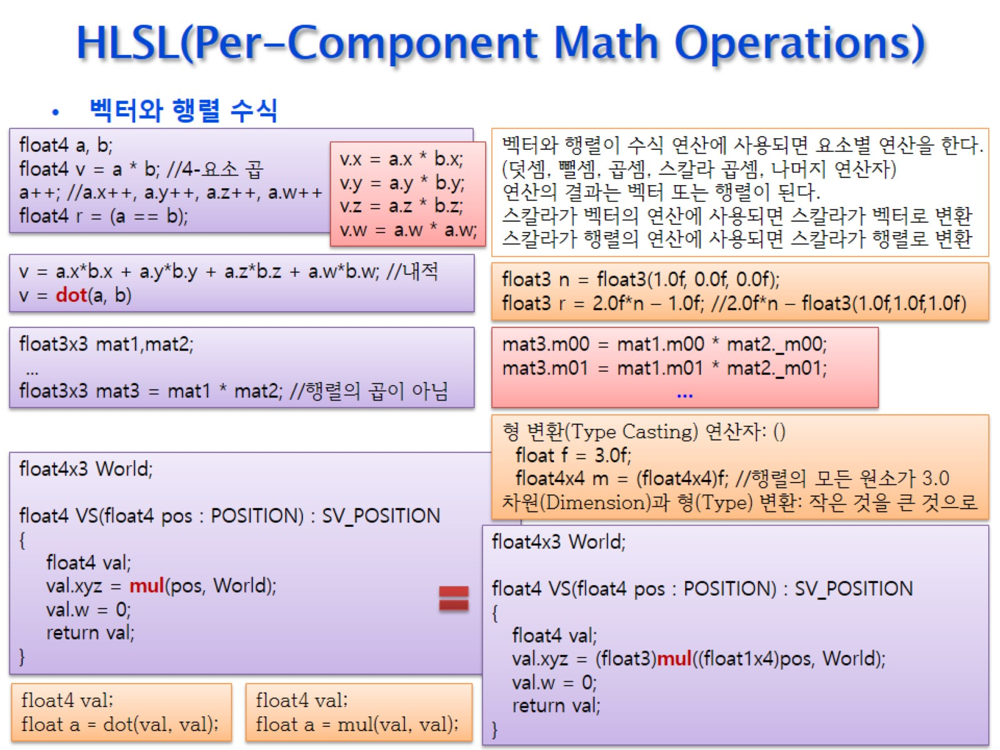 HLSL(Per-Component Math Operations)
• 벡터와 행렬 수식
float4 a, b;
float4 v = a * b; //4-요소 곱
a++; //a.x++, a.y++, a.z++, a.w++
float4 r = (a == b);
v.x = a.x * b.x;
v.y = a.y * b.y;
v.z = a.z * b.z;
v.w = a.w * a.w;
벡터와 행렬이 수식 연산에 사용되면 요소별 연산을 한다.
(덧셈, 뺄셈, 곱셈, 스칼라 곱셈, 나머지 연산자)
연산의 결과는 벡터 또는 행렬이 된다.
스칼라가 벡터의 연산에 사용되면 스칼라가 벡터로 변환
스칼라가 행렬의 연산에 사용되면 스칼라가 행렬로 변환
v = a.x*b.x + a.y*b.y + a.z*b.z + a.w*b.w; //내적
v = dot(a, b)
float3 n = float3(1.0f, 0.0f, 0.0f);
float3 r = 2.0f*n – 1.0f; //2.0f*n – float3(1.0f,1.0f,1.0f)
float3x3 mat1,mat2;
...
float3x3 mat3 = mat1 * mat2; //행렬의 곱이 아님
mat3.m00 = mat1.m00 * mat2._m00;
mat3.m01 = mat1.m01 * mat2._m01;
...
형 변환(Type Casting) 연산자: ()
float f = 3.0f;
float4x4 m = (float4x4)f; //행렬의 모든 원소가 3.0
차원(Dimension)과 형(Type) 변환: 작은 것을 큰 것으로
float4x3 World;
float4 VS(float4 pos : POSITION) : SV_POSITION
{
float4 val;
val.xyz = mul(pos, World);
val.w = 0;
return val;
}
=
float4x3 World;
float4 VS(float4 pos : POSITION) : SV_POSITION
{
float4 val;
val.xyz = (float3)mul((float1x4)pos, World);
val.w = 0;
return val;
}
float4 val;
float a = dot(val, val);
float4 val;
float a = mul(val, val);